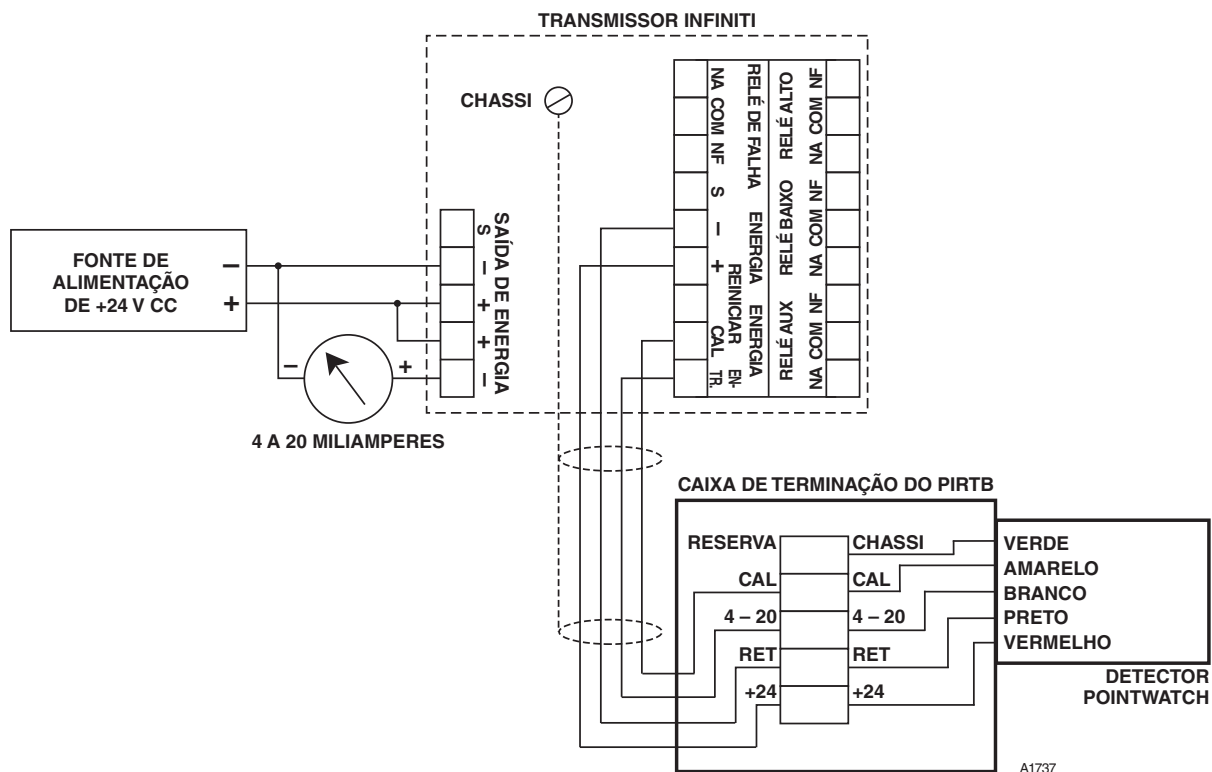 TRANSMISSOR INFINITI
CHASSI
FONTE DE
ALIMENTAÇÃO
DE +24 V CC
–
+
SAÍDA DE ENERGIA
S
–
+
+
–
–
+
4 A 20 MILIAMPERES
NA COM NF
RELÉ DE FALHA
S
–
+
ENERGIA
REINICIAR
CAL
ENERGIA
EN-
TR.
RELÉ ALTO
NA COM NF
RELÉ BAIXO
NA COM NF
RELÉ AUX
NA COM NF
CAIXA DE TERMINAÇÃO DO PIRTB
RESERVA
CHASSI
CAL
CAL
4 – 20
4 – 20
RET
RET
+24
+24
VERDE
AMARELO
BRANCO
PRETO
VERMELHO
DETECTOR
POINTWATCH
A1737